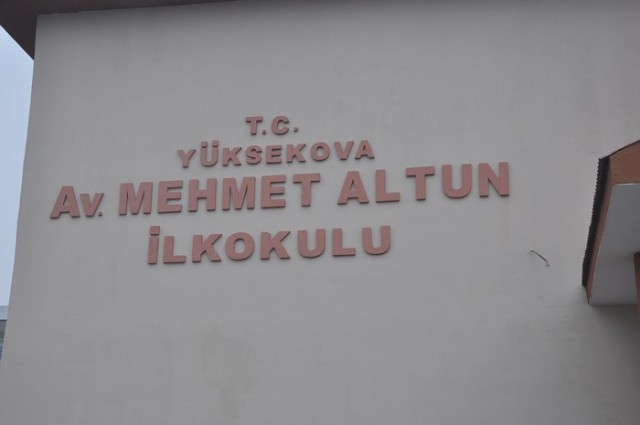 T.C.
YÜKSEKOVA
Av. MEHMET ALTUN
İLKOKULU